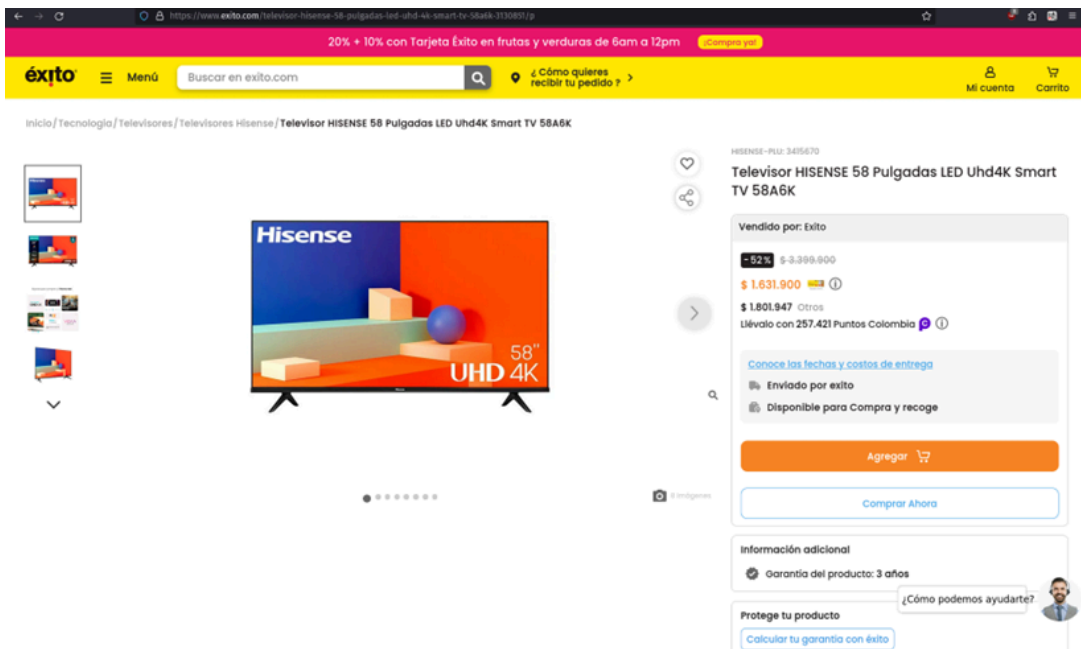 https://www.exito.com/televisor-hisense-58-pulgadas-led-uhd-4k-smart-tv-58a6k-3130851/p
20% + 10% con Tarjeta Éxito en frutas y verduras de 6am a 12pm ¡Compra ya!
éxito Menú Buscar en exito.com ¿Cómo quieres recibir tu pedido? Mi cuenta Carrito
Inicio/Tecnología/Televisores/Televisores Hisense/Televisor HISENSE 58 Pulgadas LED Uhd4K Smart TV 58A6K
Hisense
58"
UHD 4K
6 Imágenes
HISENSE-PLU: 3415670
Televisor HISENSE 58 Pulgadas LED Uhd4K Smart
TV 58A6K
Vendido por: Exito
-52% $ 3.399.900
$ 1.631.900
$ 1.801.947 Otros
Llévalo con 257.421 Puntos Colombia
Conoce las fechas y costos de entrega
Enviado por exito
Disponible para Compra y recoge
Agregar
Comprar Ahora
Información adicional
Garantía del producto: 3 años
¿Cómo podemos ayudarte?
Protege tu producto
Calcular tu garantía con éxito